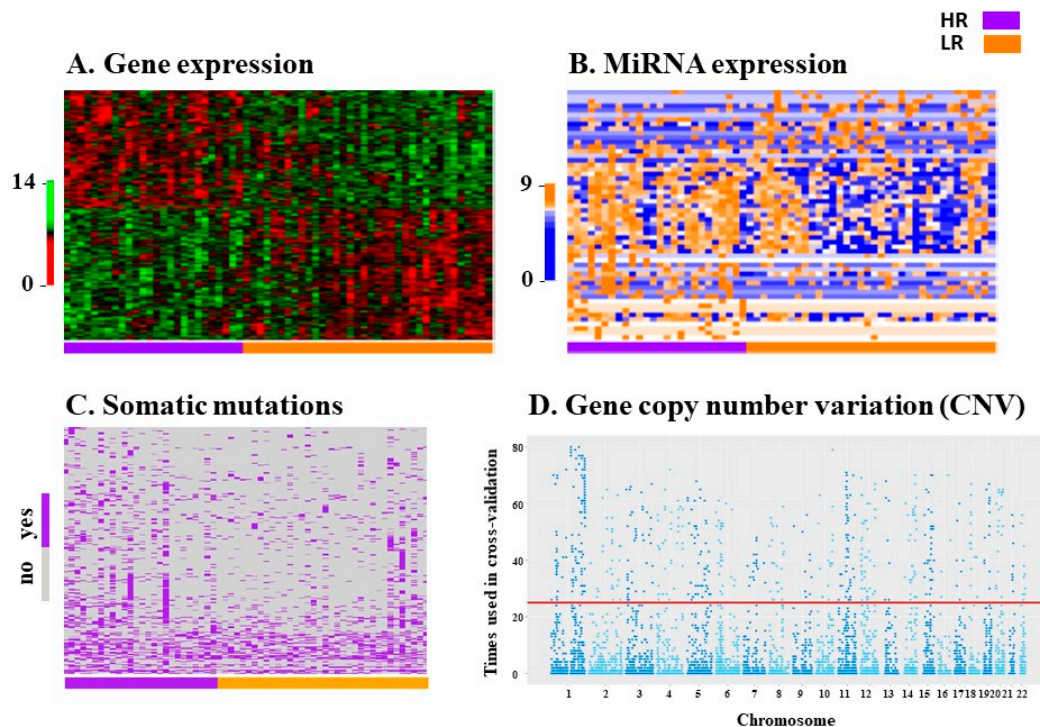 HR
LR
A. Gene expression
B. MiRNA expression
14
0
9
0
C. Somatic mutations
D. Gene copy number variation (CNV)
no yes
Times used in cross-validation
80
60
40
20
0
1 2 3 4 5 6 7 8 9 10 11 12 13 14 15 16 17 18 19 20 21 22
Chromosome